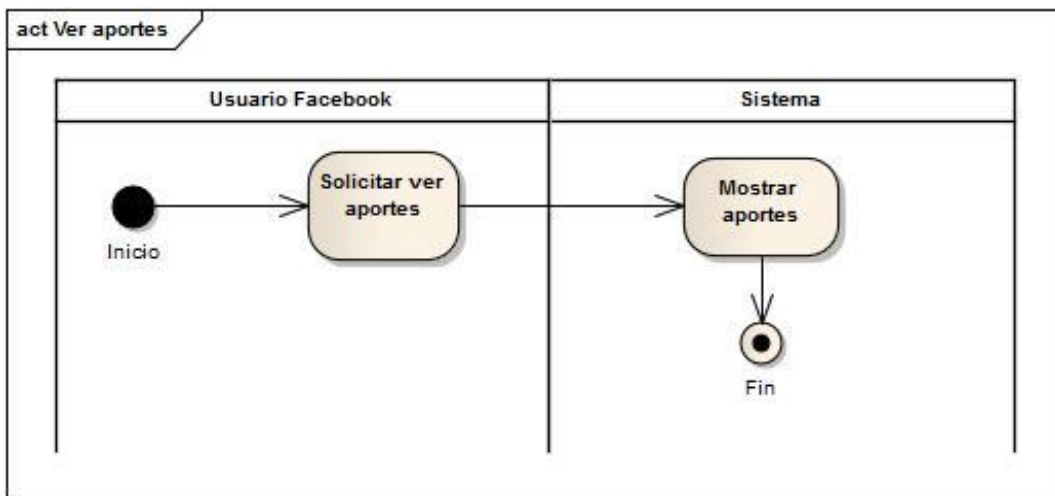 act Ver aportes
Usuario Facebook
Sistema
Solicitar ver
aportes
Mostrar
aportes
Inicio
Fin